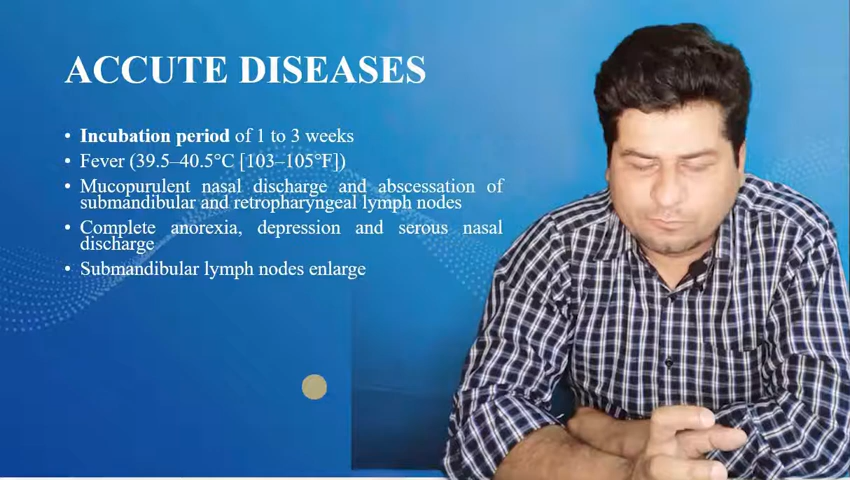 ACCUTE DISEASES
• Incubation period of 1 to 3 weeks
• Fever (39.5–40.5°C [103–105°F])
• Mucopurulent nasal discharge and abscessation of
submandibular and retropharyngeal lymph nodes
• Complete anorexia, depression and serous nasal
discharge
• Submandibular lymph nodes enlarge